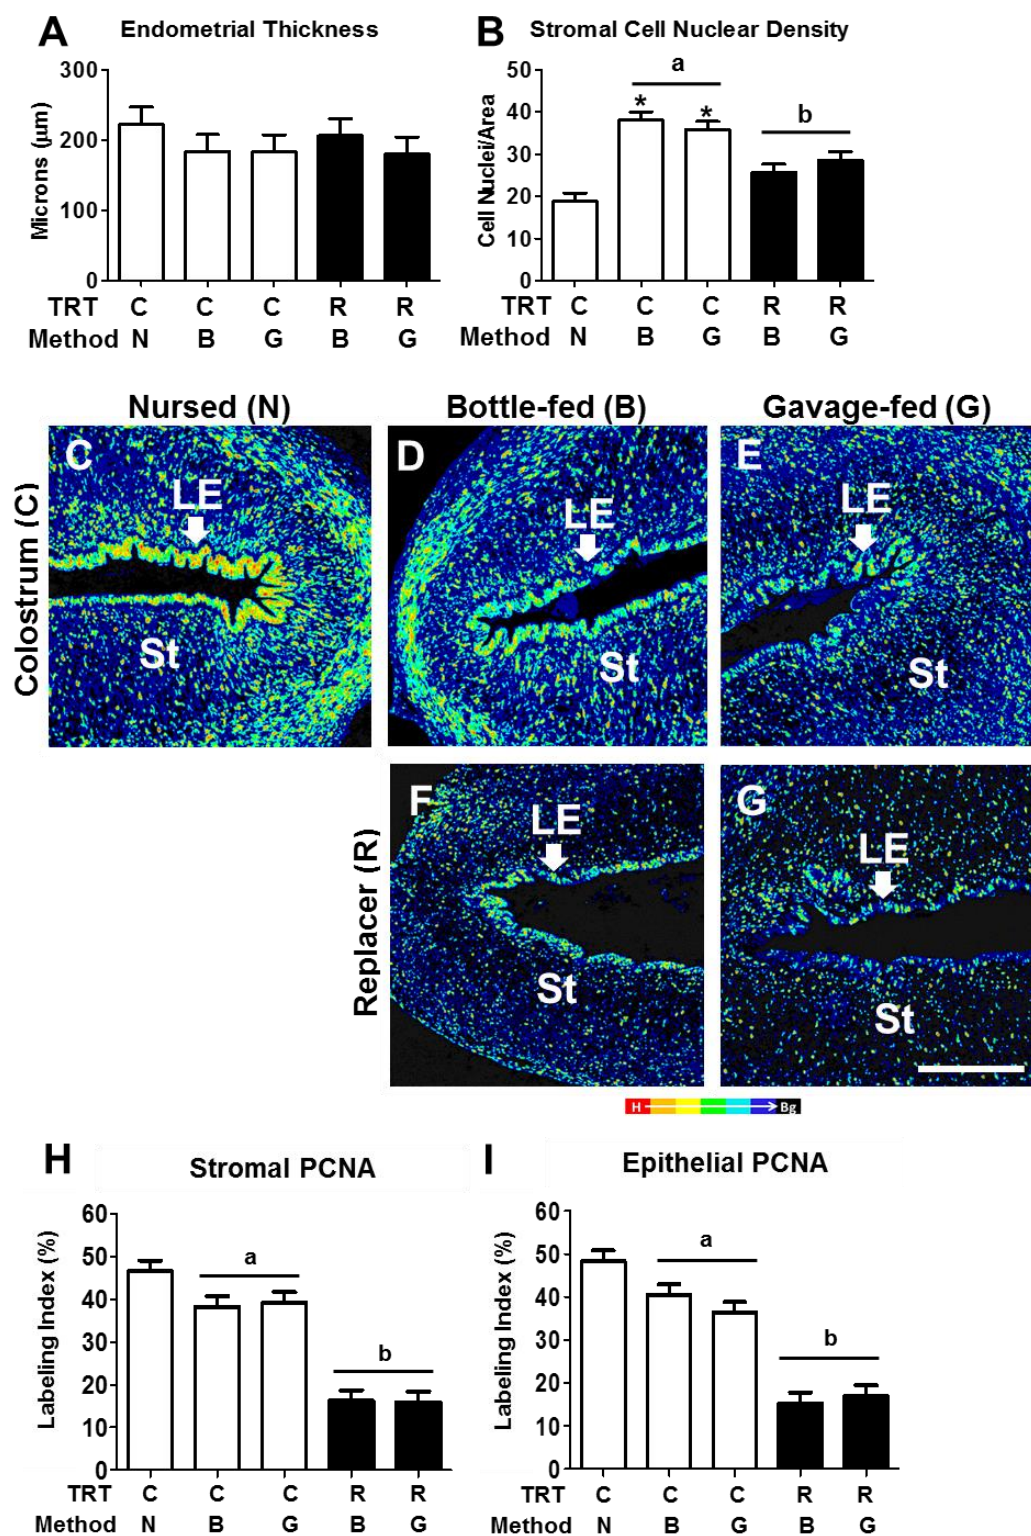 A Endometrial Thickness
B Stromal Cell Nuclear Density
Microns (µm)
300
200
100
0
TRT C C C R R
Method N B G B G
Cell Nuclei/Area
50
40
30
20
10
0
a
* *
b
TRT C C C R R
Method N B G B G
Nursed (N) Bottle-fed (B) Gavage-fed (G)
Colostrum (C)
C LE St
D LE St
E LE St
Replacer (R)
F LE St
G LE St
H Bg
H Stromal PCNA
Labeling Index (%)
60
50
40
30
20
10
0
a
b
TRT C C C R R
Method N B G B G
I Epithelial PCNA
Labeling Index (%)
60
50
40
30
20
10
0
a
b
TRT C C C R R
Method N B G B G